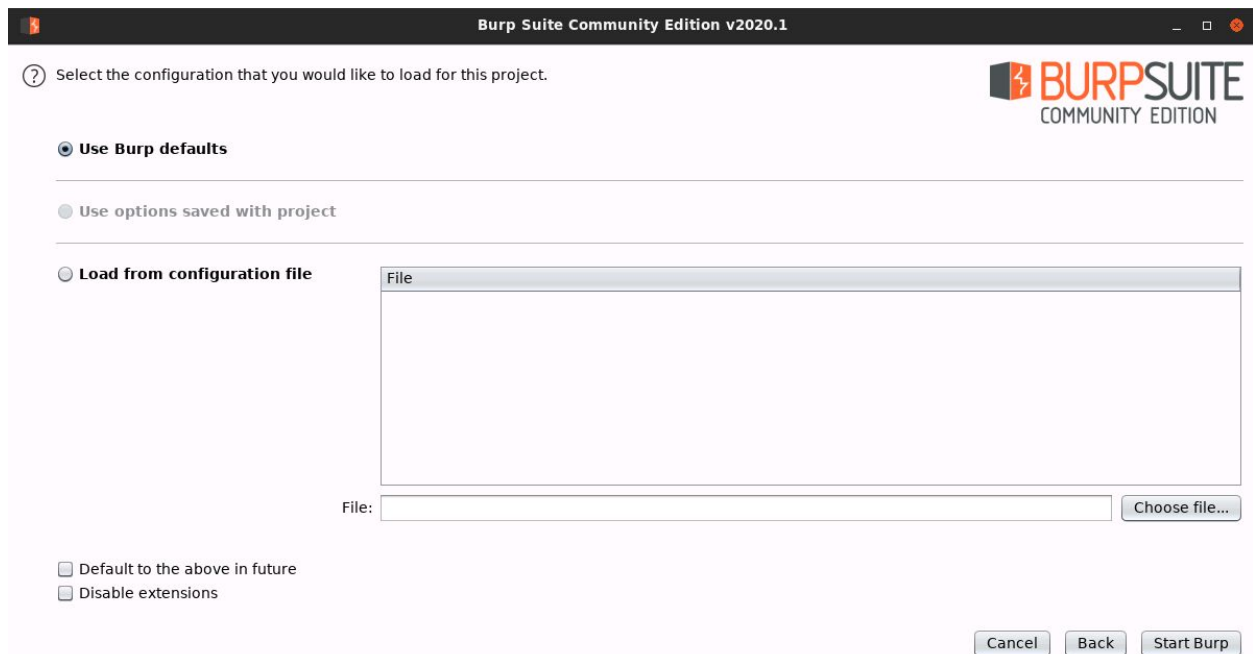 Burp Suite Community Edition v2020.1
Select the configuration that you would like to load for this project.
BURPSUITE
COMMUNITY EDITION
Use Burp defaults
Use options saved with project
Load from configuration file
File
File:
Choose file...
Default to the above in future
Disable extensions
Cancel Back Start Burp